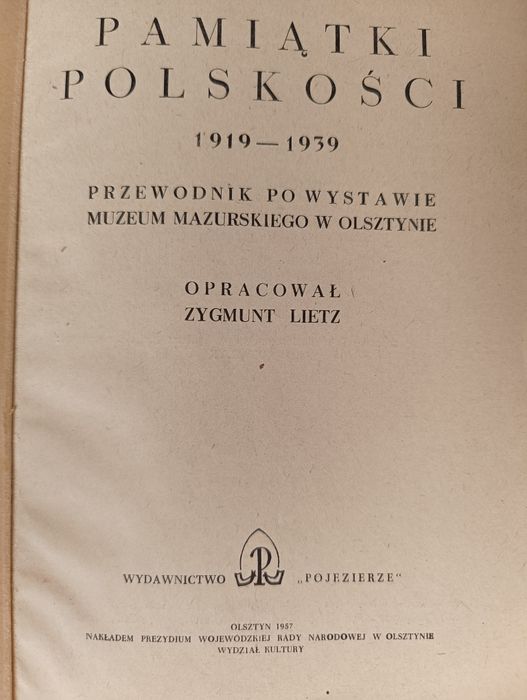 PAMIĄTKI
POLSKOŚCI
1919—1939
PRZEWODNIK PO WYSTAWIE
MUZEUM MAZURSKIEGO W OLSZTYNIE
OPRACOWAŁ
ZYGMUNT LIETZ
WYDAWNICTWO P „POJEZIERZE“
OLSZTYN 1957
NAKŁADEM PREZYDIUM WOJEWÓDZKIEJ RADY NARODOWEJ W OLSZTYNIE
WYDZIAŁ KULTURY